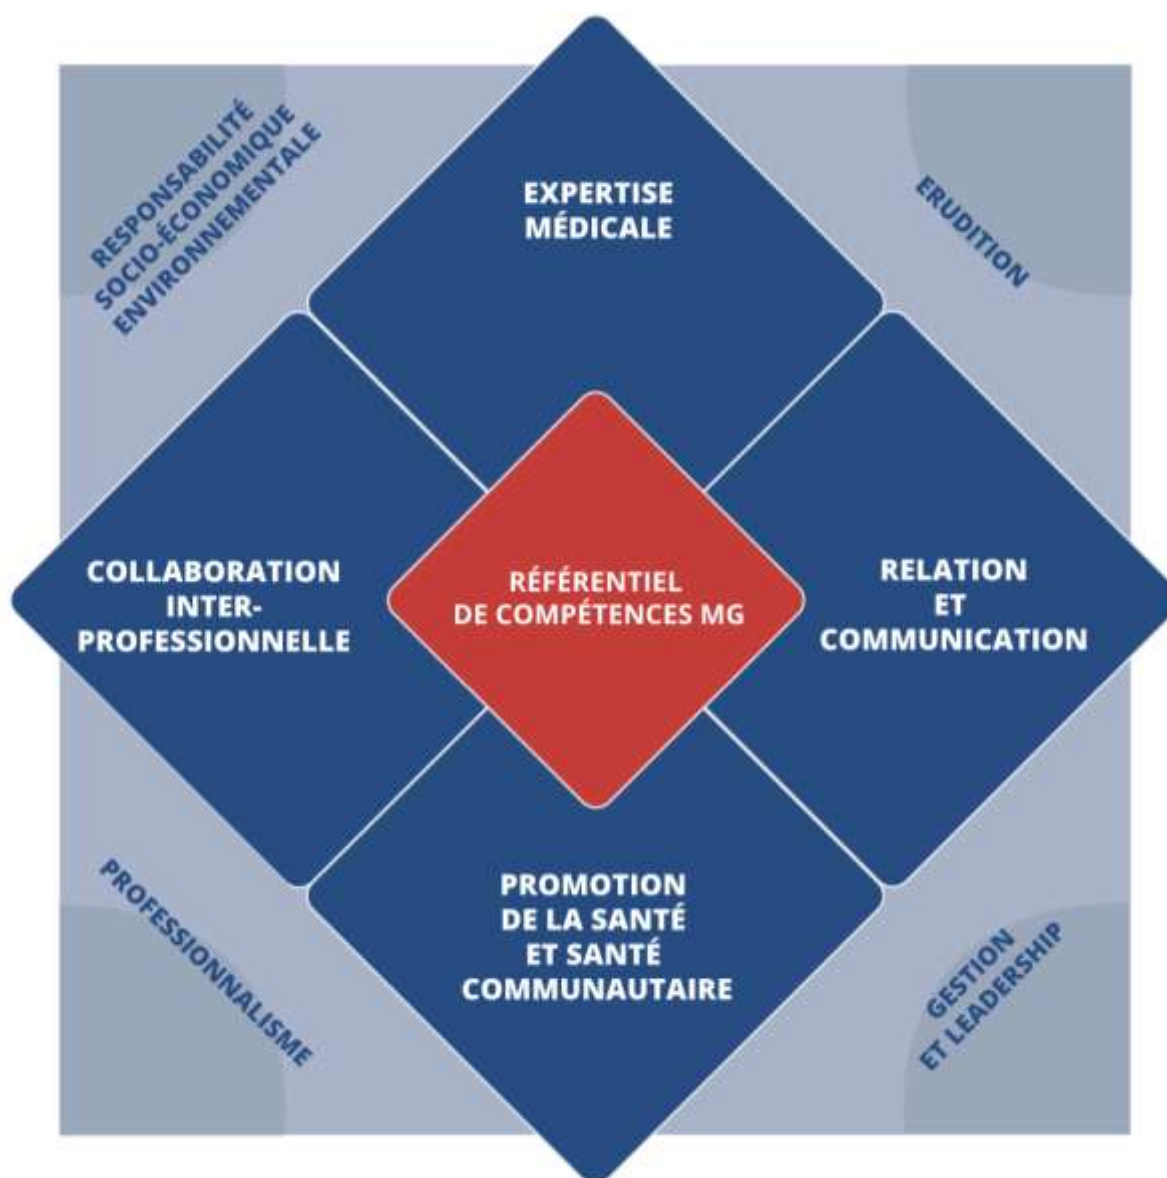 RESPONSABILITÉ
SOCIO-ÉCONOMIQUE
ENVIRONNEMENTALE
EXPERTISE
MÉDICALE
ERUDITION
COLLABORATION
INTER-
PROFESSIONNELLE
RÉFÉRENTIEL
DE COMPÉTENCES MG
RELATION
ET
COMMUNICATION
PROFESSIONNALISME
PROMOTION
DE LA SANTÉ
ET SANTÉ
COMMUNAUTAIRE
GESTION
ET LEADERSHIP